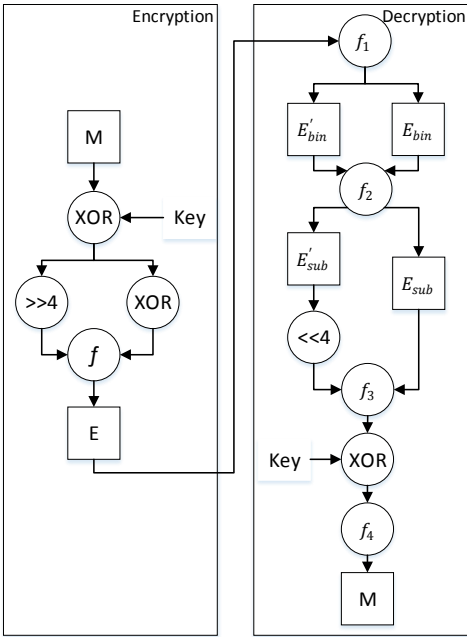 Encryption
M
XOR
Key
>>4
XOR
f
E
Decryption
f₁
E'bin
Ebin
f₂
E'sub
Esub
<<4
f₃
Key
XOR
f₄
M